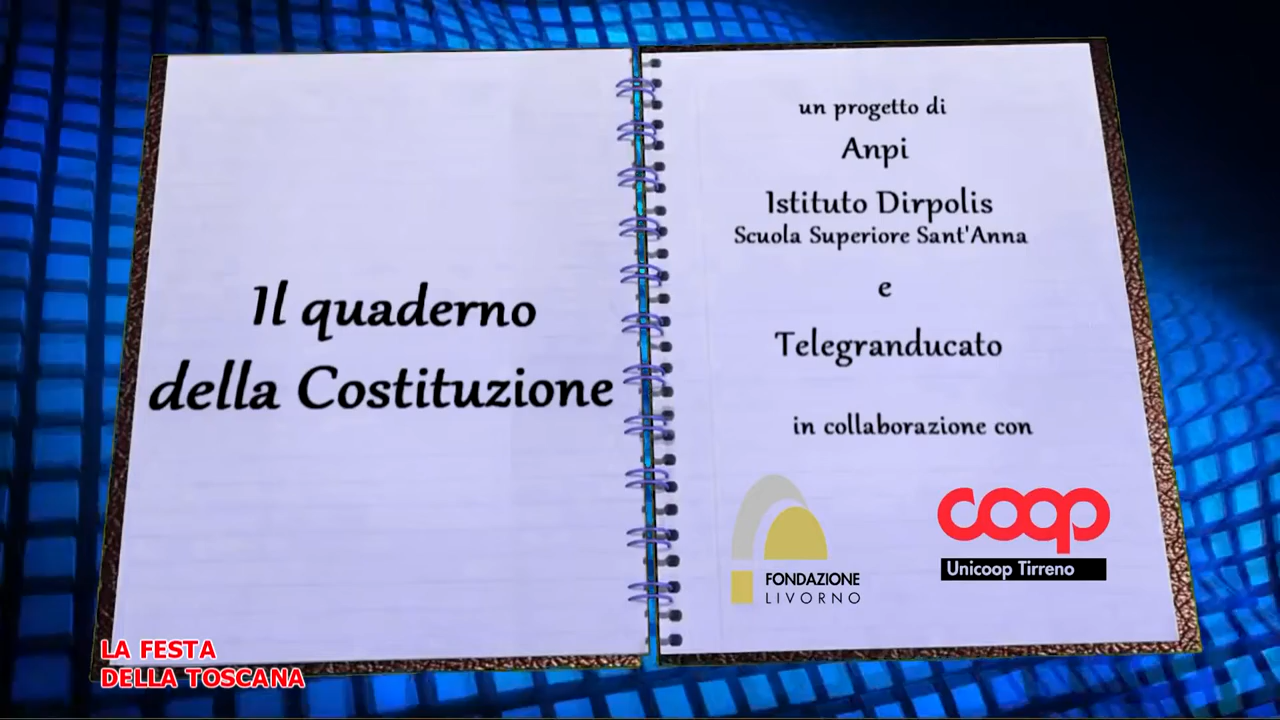 Il quaderno
della Costituzione
un progetto di
Anpi
Istituto Dirpolis
Scuola Superiore Sant'Anna
e
Telegranducato
in collaborazione con
FONDAZIONE
LIVORNO
coop
Unicoop Tirreno
LA FESTA
DELLA TOSCANA